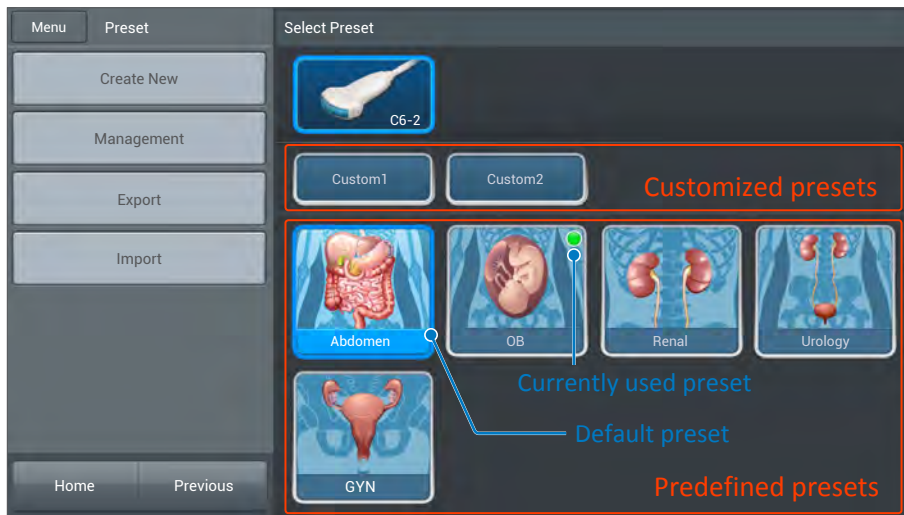 Menu
Preset
Select Preset
Create New
Management
Export
Import
Home
Previous
C6-2
Custom1
Custom2
Customized presets
Abdomen
OB
Renal
Urology
Currently used preset
Default preset
GYN
Predefined presets